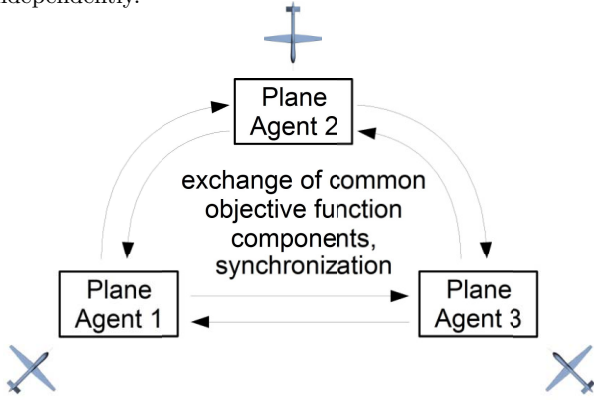 Plane
Agent 2
exchange of common
objective function
components,
synchronization
Plane
Agent 1
Plane
Agent 3